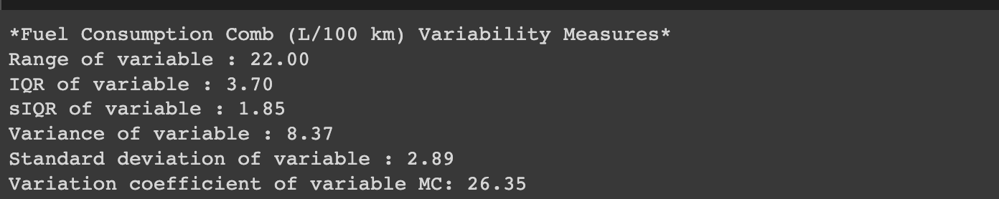 *Fuel Consumption Comb (L/100 km) Variability Measures*
Range of variable : 22.00
IQR of variable : 3.70
sIQR of variable : 1.85
Variance of variable : 8.37
Standard deviation of variable : 2.89
Variation coefficient of variable MC: 26.35